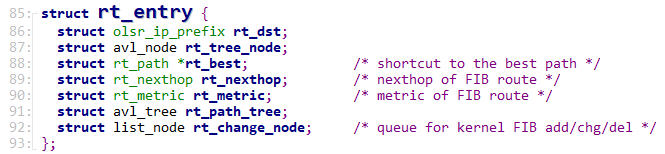 85: struct rt_entry {
86:   struct olsr_ip_prefix rt_dst;
87:   struct avl_node rt_tree_node;
88:   struct rt_path *rt_best;               /* shortcut to the best path */
89:   struct rt_nexthop rt_nexthop;          /* nexthop of FIB route */
90:   struct rt_metric rt_metric;            /* metric of FIB route */
91:   struct avl_tree rt_path_tree;
92:   struct list_node rt_change_node;       /* queue for kernel FIB add/chg/del */
93: };